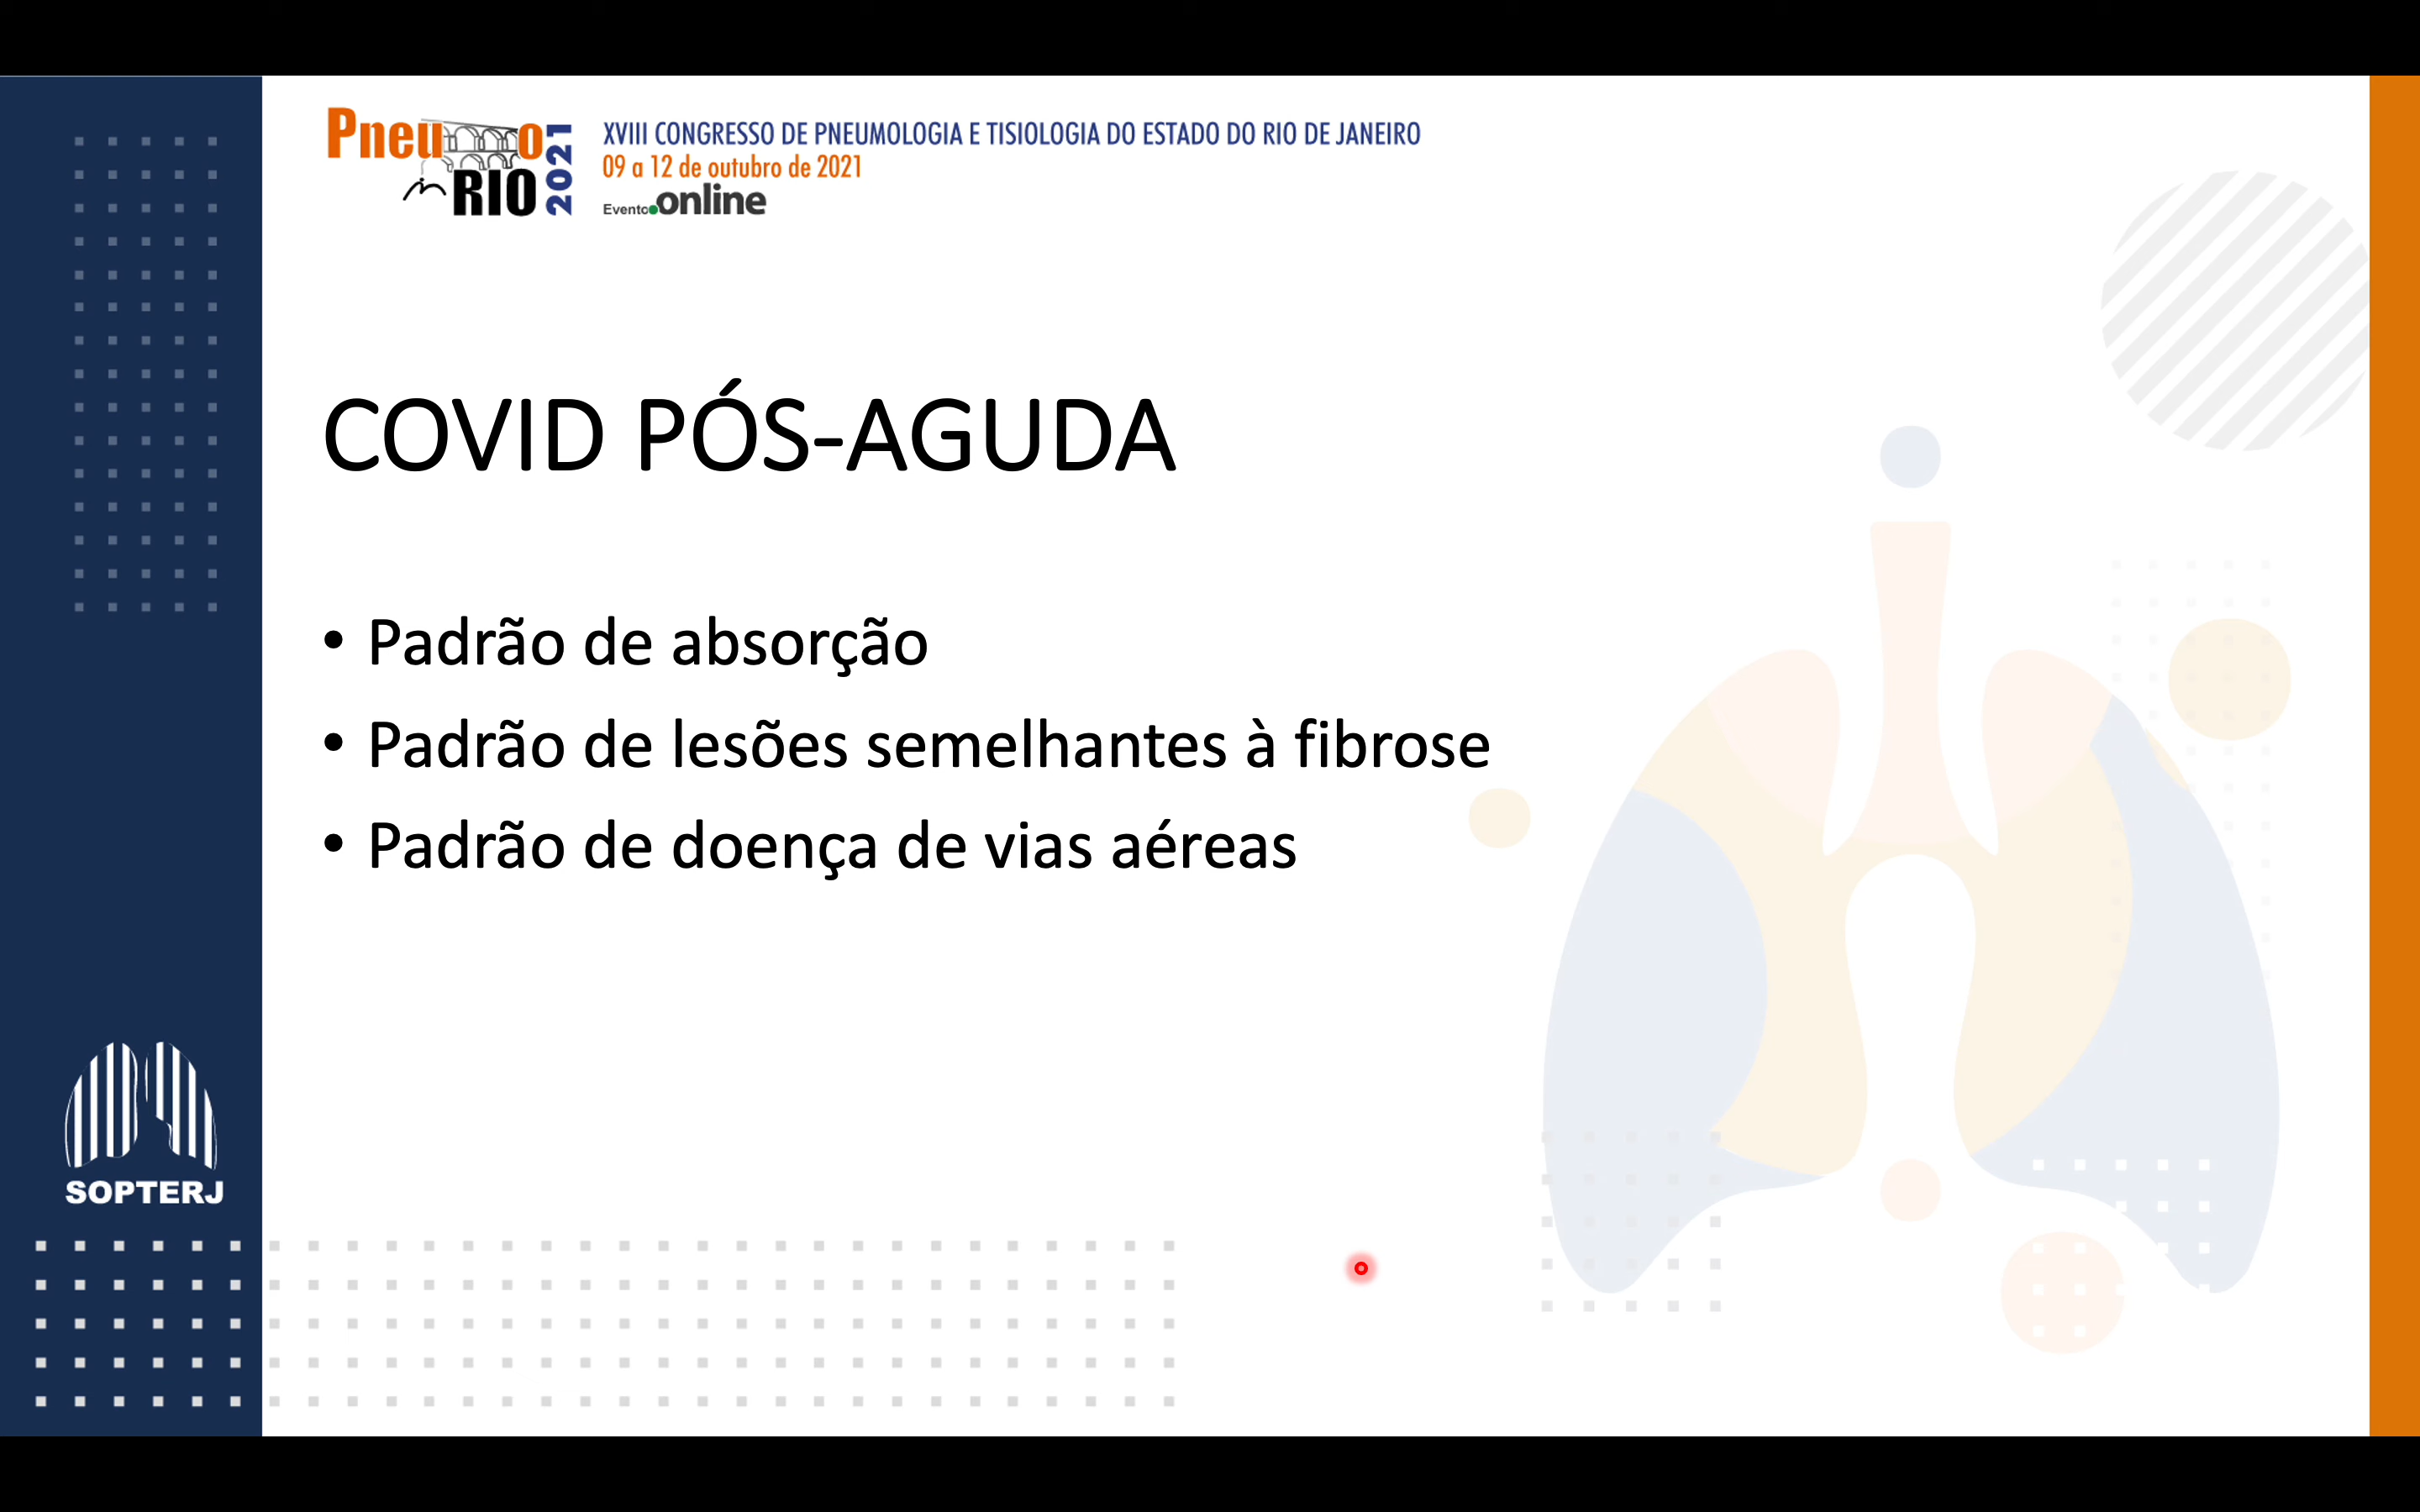 Pneumo
in RIO
2021
XVIII CONGRESSO DE PNEUMOLOGIA E TISIOLOGIA DO ESTADO DO RIO DE JANEIRO
09 a 12 de outubro de 2021
Evento online
COVID PÓS-AGUDA
• Padrão de absorção
• Padrão de lesões semelhantes à fibrose
• Padrão de doença de vias aéreas
SOPTERJ